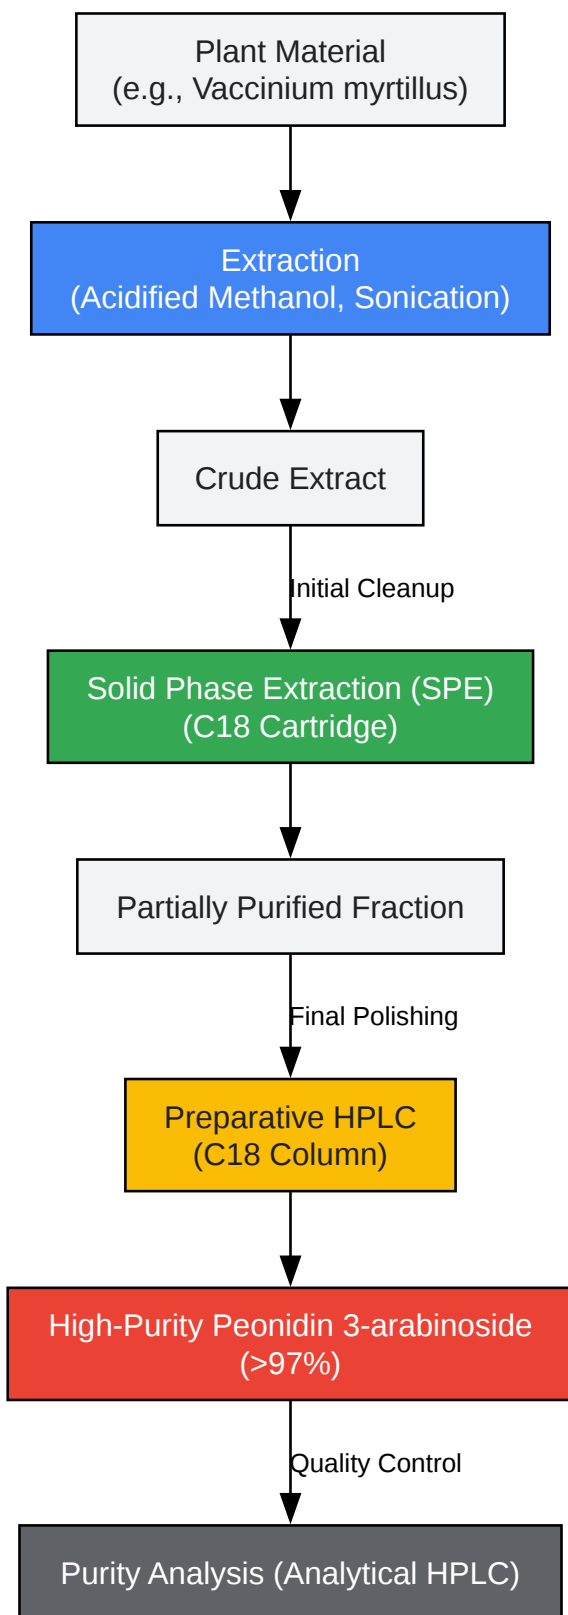 Plant Material
(e.g., Vaccinium myrtillus)
Extraction
(Acidified Methanol, Sonication)
Crude Extract
Initial Cleanup
Solid Phase Extraction (SPE)
(C18 Cartridge)
Partially Purified Fraction
Final Polishing
Preparative HPLC
(C18 Column)
High-Purity Peonidin 3-arabinoside
(>97%)
Quality Control
Purity Analysis (Analytical HPLC)